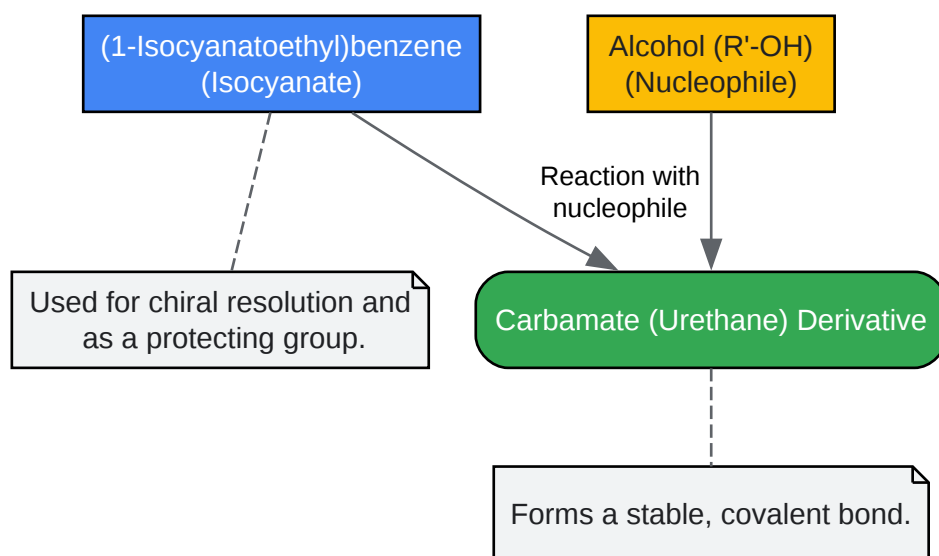 (1-Isocyanatoethyl)benzene
(Isocyanate)
Alcohol (R'-OH)
(Nucleophile)
Reaction with
nucleophile
Used for chiral resolution and
as a protecting group.
Carbamate (Urethane) Derivative
Forms a stable, covalent bond.